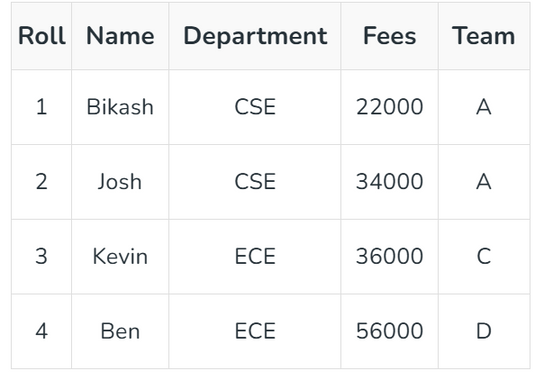 Roll Name Department Fees Team
1 Bikash CSE 22000 A
2 Josh CSE 34000 A
3 Kevin ECE 36000 C
4 Ben ECE 56000 D